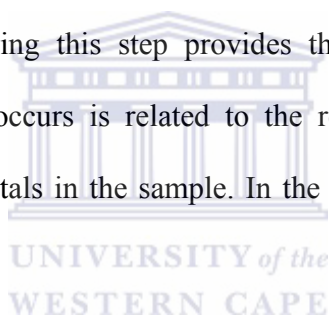 ing this step provides th
occurs is related to the r
tals in the sample. In the
UNIVERSITY of the
WESTERN CAPE